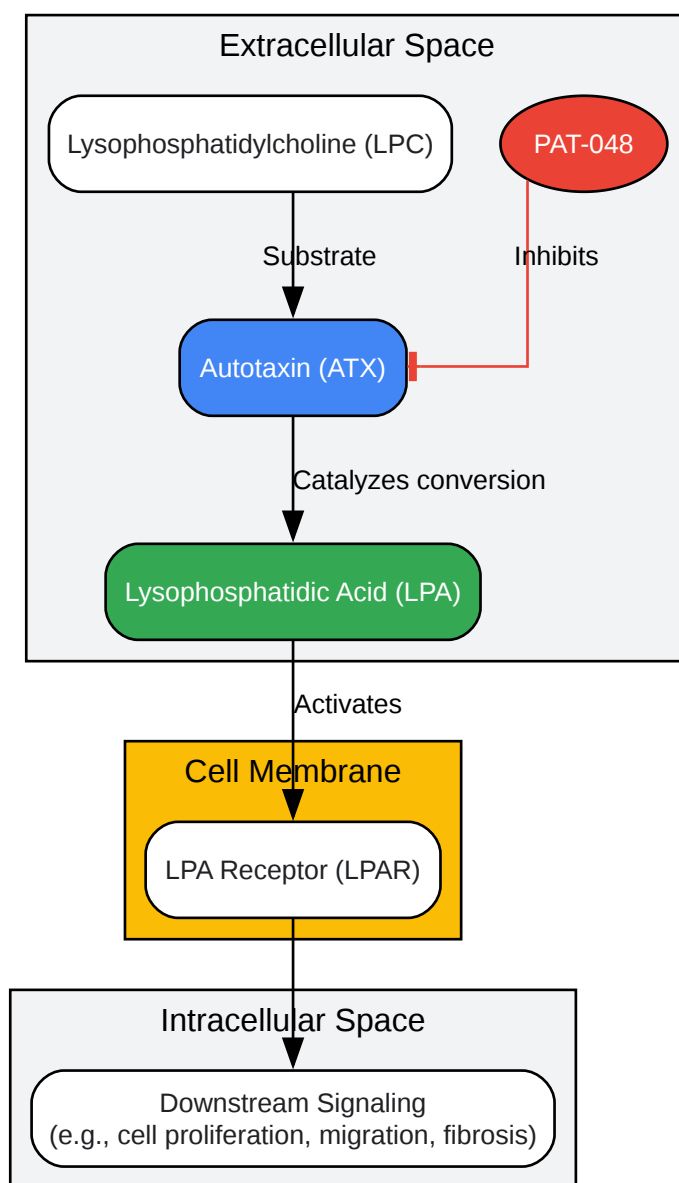 Extracellular Space
Lysophosphatidylcholine (LPC)
PAT-048
Substrate
Inhibits
Autotaxin (ATX)
Catalyzes conversion
Lysophosphatidic Acid (LPA)
Activates
Cell Membrane
LPA Receptor (LPAR)
Intracellular Space
Downstream Signaling
(e.g., cell proliferation, migration, fibrosis)